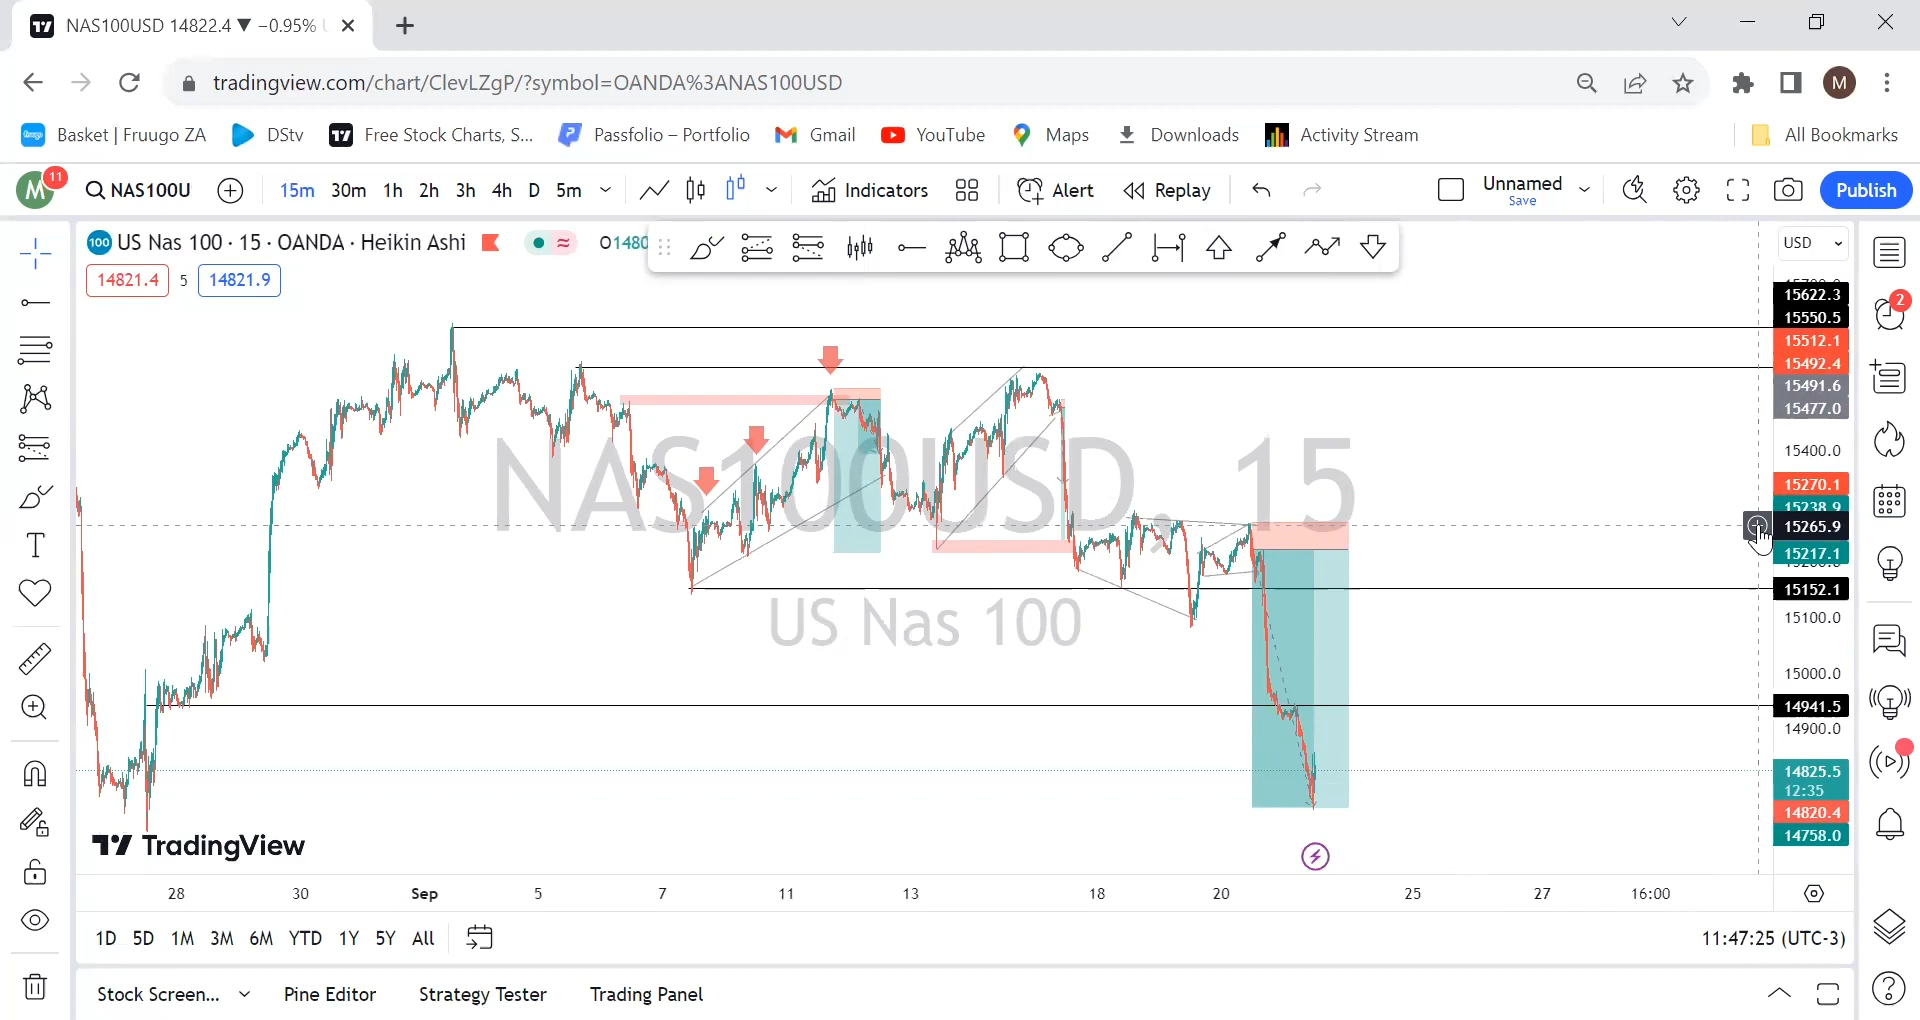 NAS100USD 14822.4 ▼ −0.95%
tradingview.com/chart/ClevLZgP/?symbol=OANDA%3ANAS100USD
M
Basket | Fruugo ZA
DStv
Free Stock Charts, S...
Passfolio – Portfolio
Gmail
YouTube
Maps
Downloads
Activity Stream
All Bookmarks
M
11
NAS100U
15m 30m 1h 2h 3h 4h D 5m
Indicators
Alert
Replay
Unnamed
Save
Publish
100 US Nas 100 · 15 · OANDA · Heikin Ashi
O1480
USD
14821.4 5 14821.9
15622.3
15550.5
15512.1
15492.4
15491.6
15477.0
15400.0
15270.1
15238.9
15265.9
15217.1
15152.1
15100.0
15000.0
14941.5
14900.0
14825.5
12:35
14820.4
14758.0
2
NAS100USD, 15
US Nas 100
TradingView
28 30 Sep 5 7 11 13 18 20 25 27 16:00
1D 5D 1M 3M 6M YTD 1Y 5Y All
11:47:25 (UTC-3)
Stock Screen...
Pine Editor
Strategy Tester
Trading Panel